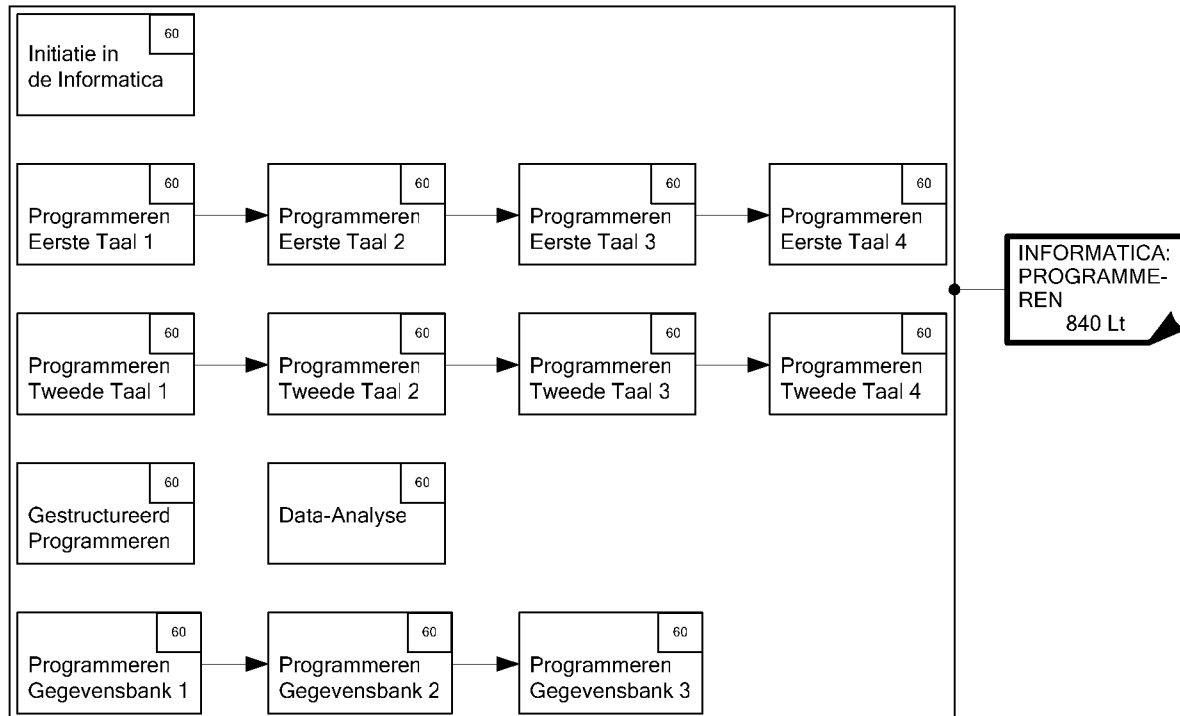 60
Initiatie in
de Informatica
60
Programmeren
Eerste Taal 1
60
Programmeren
Eerste Taal 2
60
Programmeren
Eerste Taal 3
60
Programmeren
Eerste Taal 4
60
Programmeren
Tweede Taal 1
60
Programmeren
Tweede Taal 2
60
Programmeren
Tweede Taal 3
60
Programmeren
Tweede Taal 4
60
Gestructureerd
Programmeren
60
Data-Analyse
60
Programmeren
Gegevensbank 1
60
Programmeren
Gegevensbank 2
60
Programmeren
Gegevensbank 3
INFORMATICA:
PROGRAMME-
REN
840 Lt